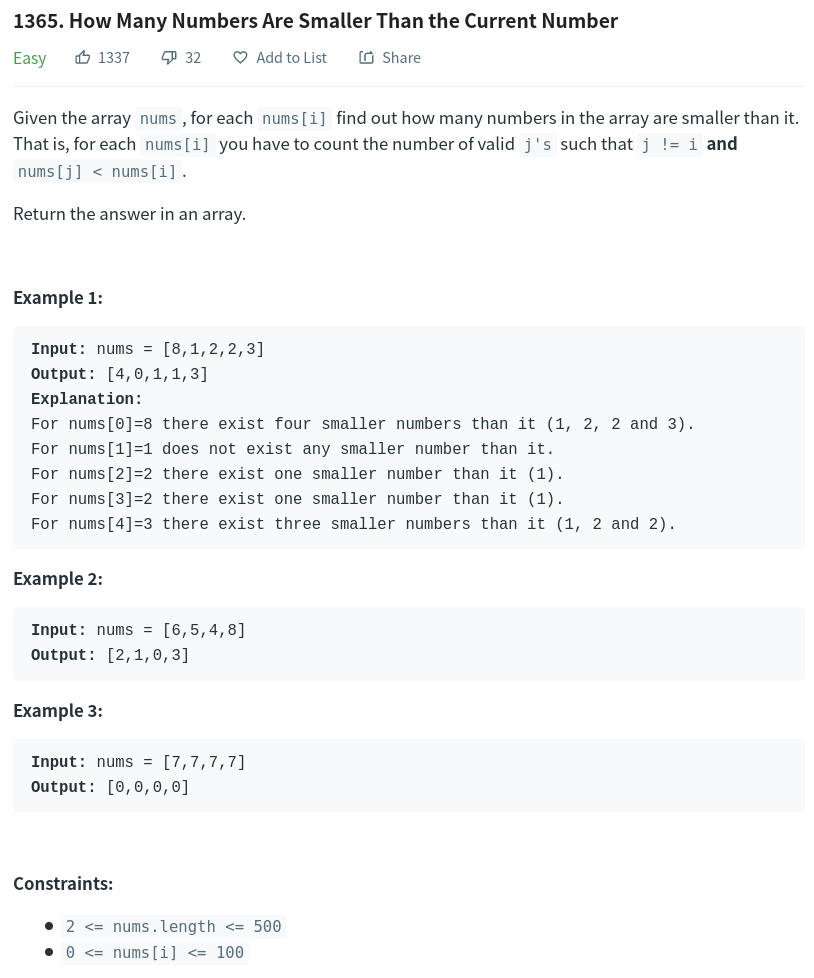 1365. How Many Numbers Are Smaller Than the Current Number
Easy 1337 32 Add to List Share
Given the array nums, for each nums[i] find out how many numbers in the array are smaller than it.
That is, for each nums[i] you have to count the number of valid j's such that j != i and
nums[j] < nums[i].
Return the answer in an array.
Example 1:
Input: nums = [8,1,2,2,3]
Output: [4,0,1,1,3]
Explanation:
For nums[0]=8 there exist four smaller numbers than it (1, 2, 2 and 3).
For nums[1]=1 does not exist any smaller number than it.
For nums[2]=2 there exist one smaller number than it (1).
For nums[3]=2 there exist one smaller number than it (1).
For nums[4]=3 there exist three smaller numbers than it (1, 2 and 2).
Example 2:
Input: nums = [6,5,4,8]
Output: [2,1,0,3]
Example 3:
Input: nums = [7,7,7,7]
Output: [0,0,0,0]
Constraints:
• 2 <= nums.length <= 500
• 0 <= nums[i] <= 100